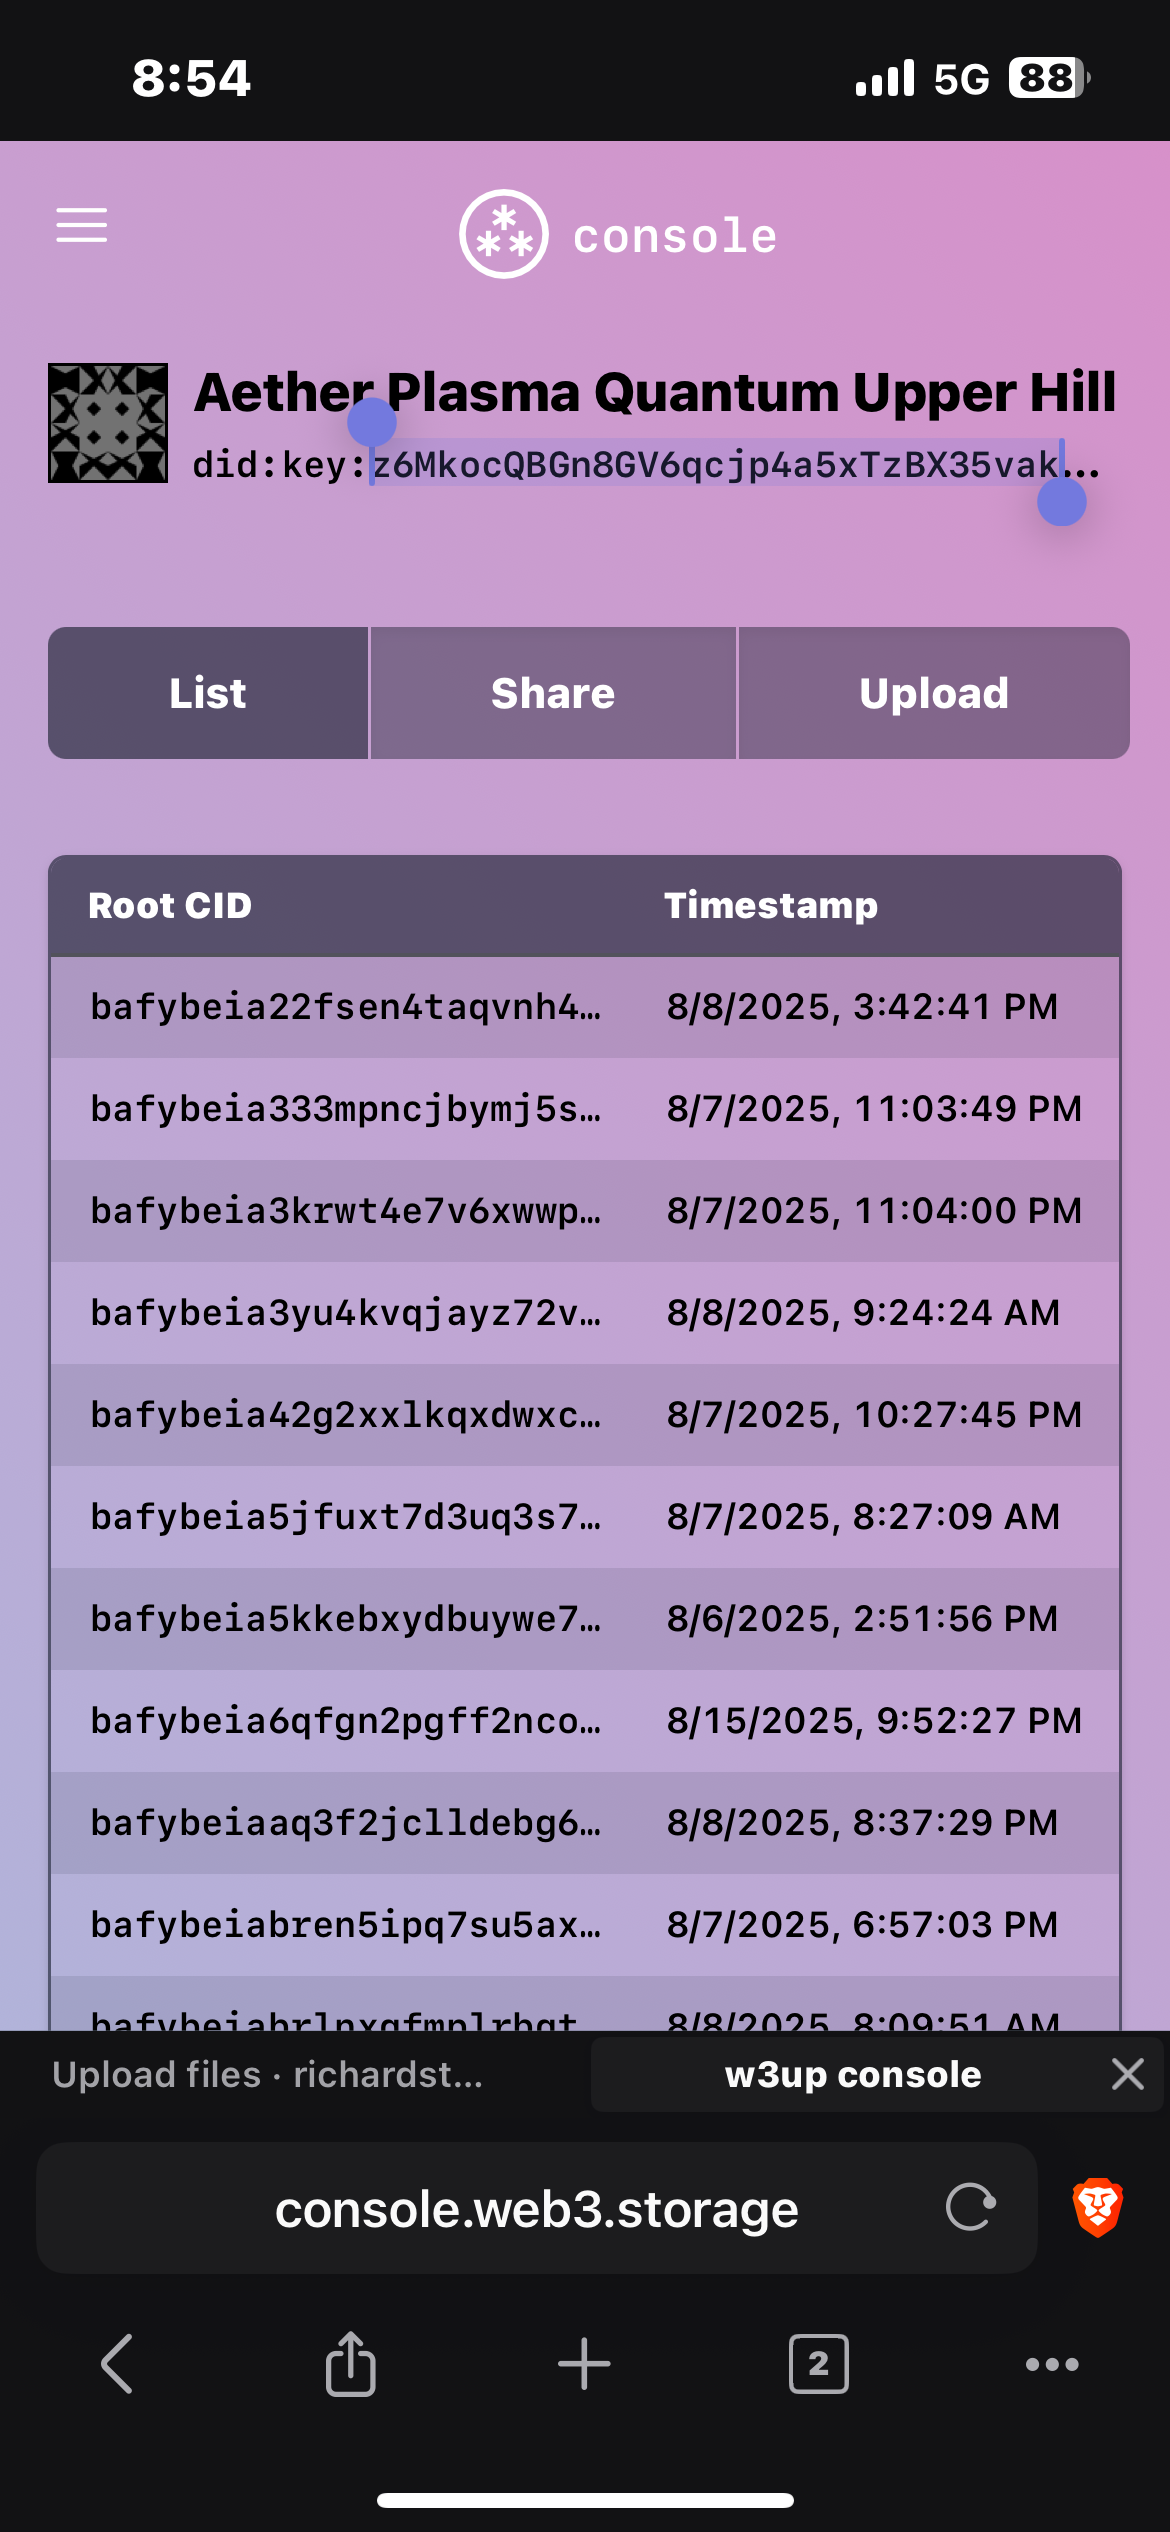 8:54 5G 88
console
Aether Plasma Quantum Upper Hill
did:key:z6MkocQBGn8GV6qcjp4a5xTzBX35vak...
List Share Upload
Root CID Timestamp
bafybeia22fsen4taqvnh4… 8/8/2025, 3:42:41 PM
bafybeia333mpncjbymj5s… 8/7/2025, 11:03:49 PM
bafybeia3krwt4e7v6xwwp… 8/7/2025, 11:04:00 PM
bafybeia3yu4kvqjayz72v… 8/8/2025, 9:24:24 AM
bafybeia42g2xxlkqxdwxc… 8/7/2025, 10:27:45 PM
bafybeia5jfuxt7d3uq3s7… 8/7/2025, 8:27:09 AM
bafybeia5kkebxydbuywe7… 8/6/2025, 2:51:56 PM
bafybeia6qfgn2pgff2nco… 8/15/2025, 9:52:27 PM
bafybeiaaq3f2jclldebg6… 8/8/2025, 8:37:29 PM
bafybeiabren5ipq7su5ax… 8/7/2025, 6:57:03 PM
8/8/2025, 8:09:51 AM
Upload files · richardst... w3up console
console.web3.storage
2